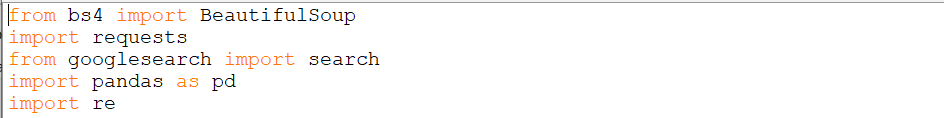 from bs4 import BeautifulSoup
import requests
from googlesearch import search
import pandas as pd
import re